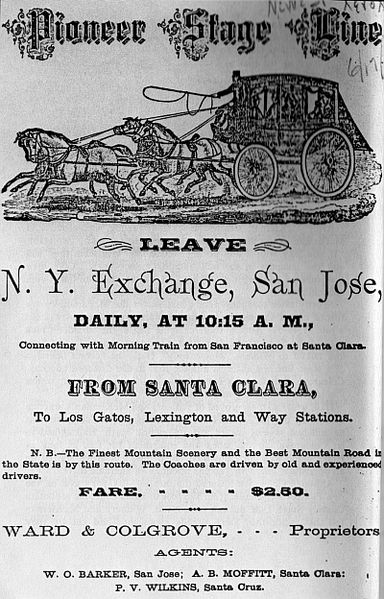 Pioneer Stage Line
LEAVE
N. Y. Exchange, San Jose,
DAILY, AT 10:15 A. M.,
Connecting with Morning Train from San Francisco at Santa Clara.
FROM SANTA CLARA,
To Los Gatos, Lexington and Way Stations.
N. B.—The Finest Mountain Scenery and the Best Mountain Road in
the State is by this route. The Coaches are driven by old and experienced
drivers.
FARE, - - - - $2.50.
WARD & COLGROVE, - - - Proprietors
AGENTS:
W. O. BARKER, San Jose; A. B. MOFFITT, Santa Clara:
P. V. WILKINS, Santa Cruz.